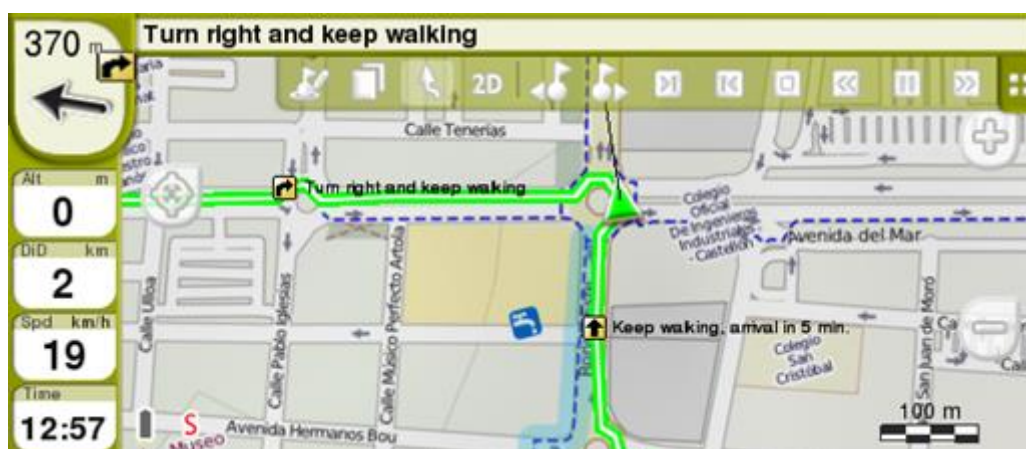 370 m
Turn right and keep walking
2D
Calle Tenerías
Turn right and keep walking
Alt m
0
DiD km
2
Spd km/h
19
Time
12:57
Colegio
Oficial
De Ingenieros
Industriales
- Castellón
Avenida del Mar
Calle Ulloa
Calle Pablo Iglesias
Calle Músico Perfecto Artola
Keep walking, arrival in 5 min.
Colegio
San
Cristóbal
San Juan de Moró
S
Museo
Avenida Hermanos Bou
100 m